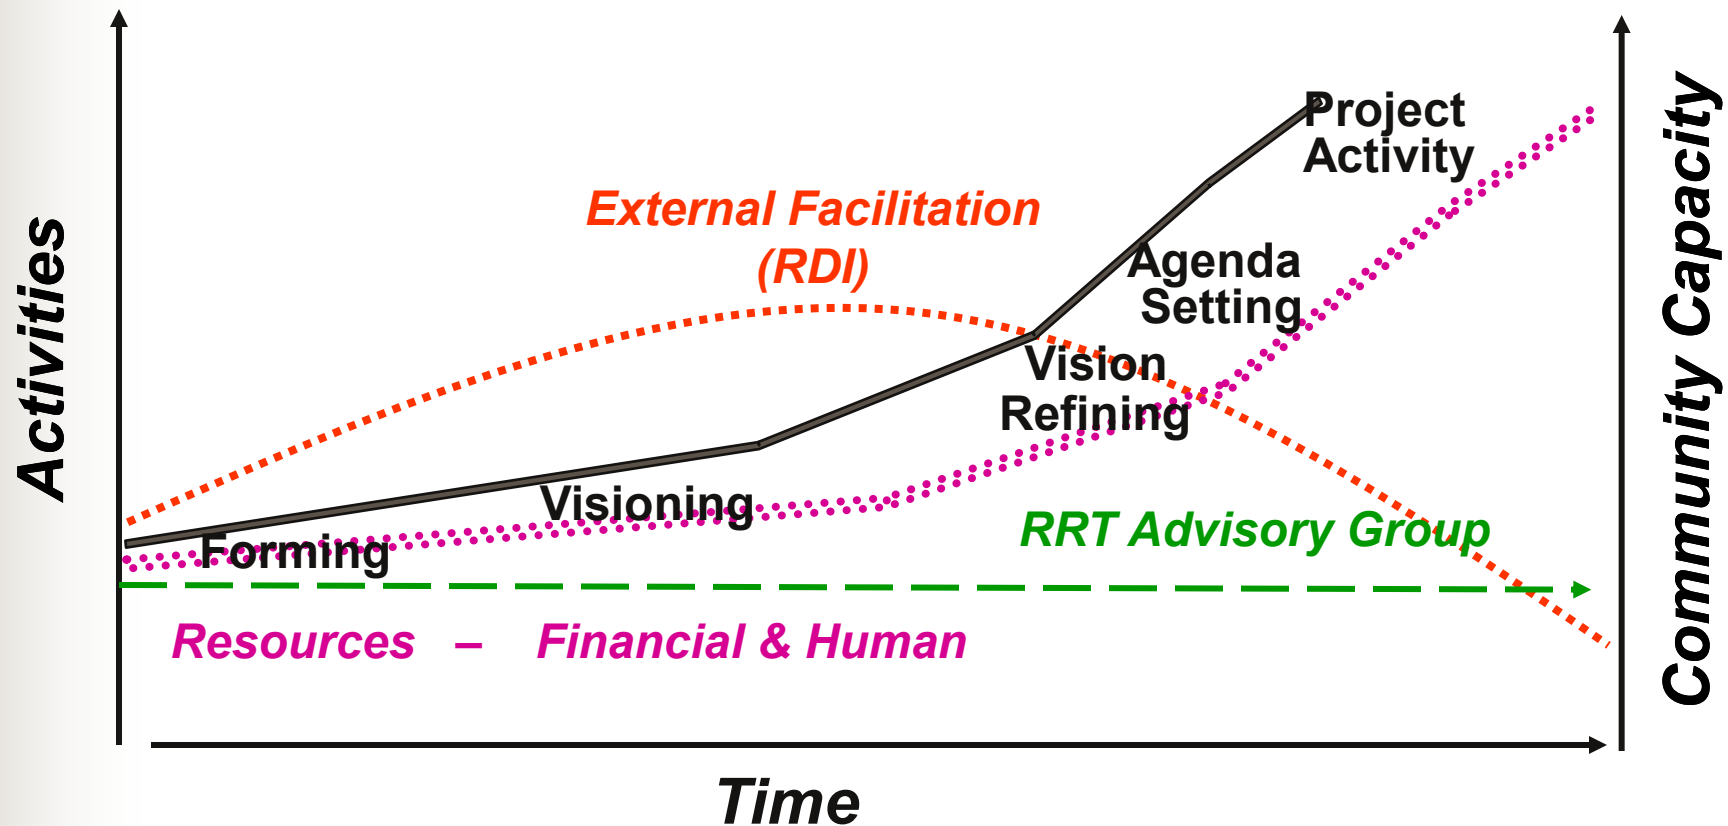 Activities
Community Capacity
Project
Activity
External Facilitation
(RDI)
Agenda
Setting
Vision
Refining
Visioning
RRT Advisory Group
Forming
Resources – Financial & Human
Time